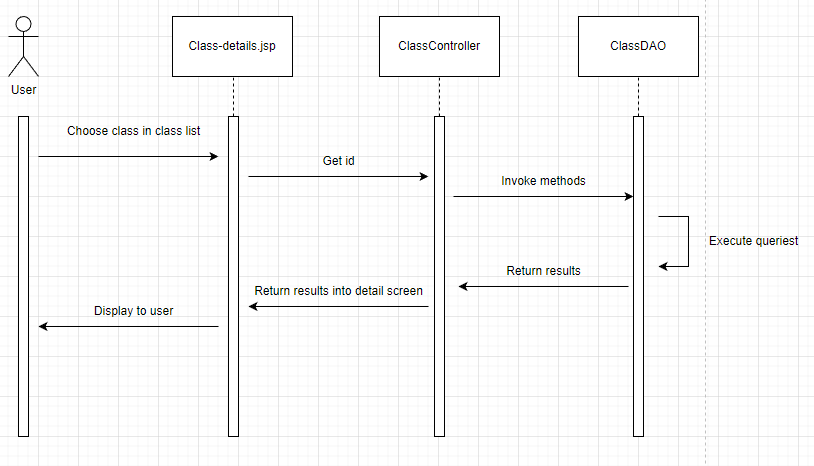 Class-details.jsp
ClassController
ClassDAO
User
Choose class in class list
Get id
Invoke methods
Execute queriest
Return results
Return results into detail screen
Display to user